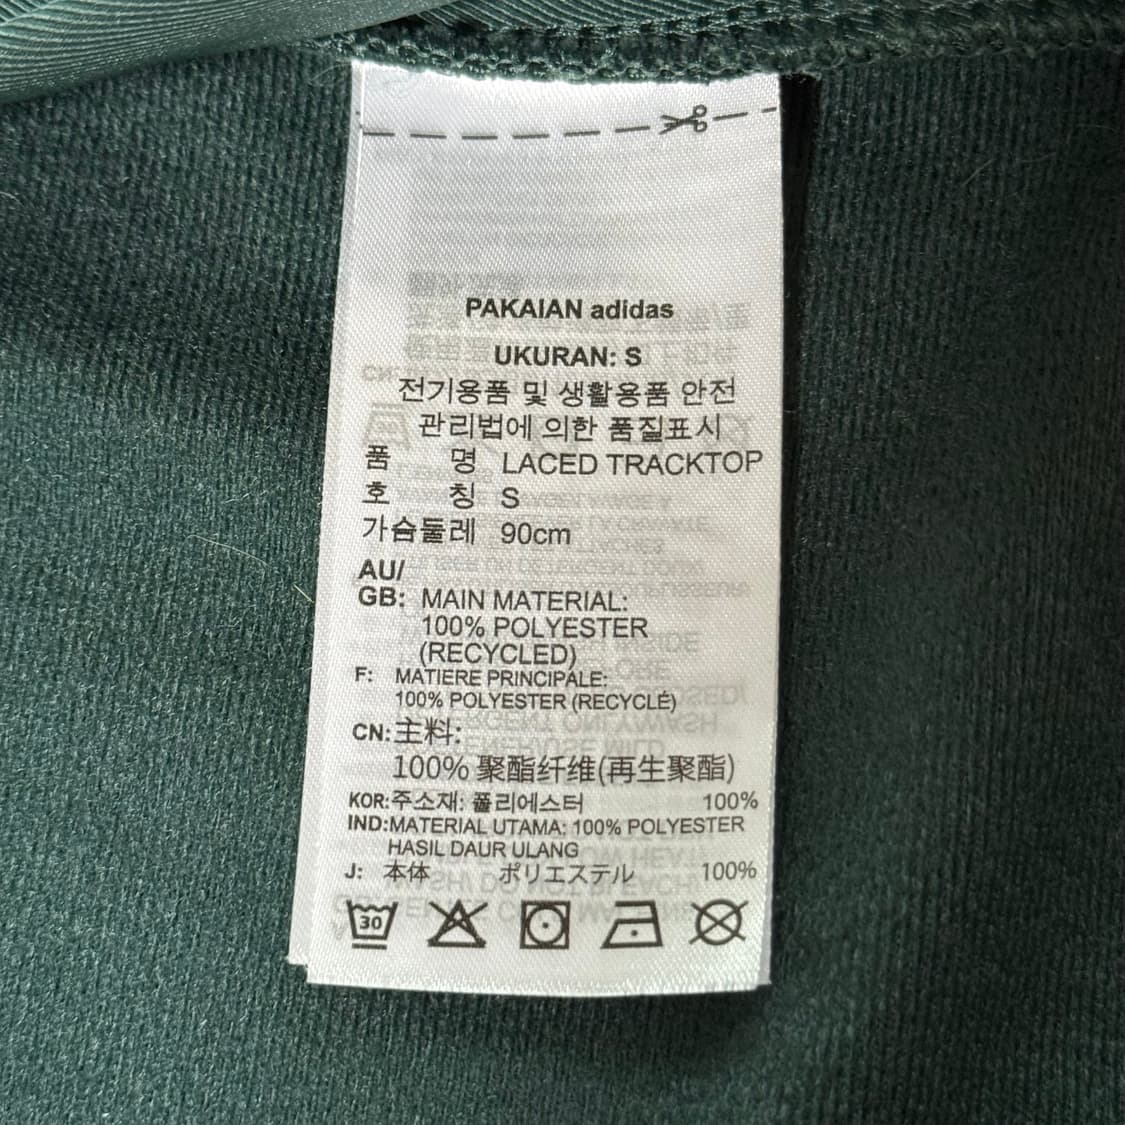 PAKAIAN adidas
UKURAN: S
전기용품 및 생활용품 안전
관리법에 의한 품질표시
품 명 LACED TRACKTOP
호 칭 S
가슴둘레 90cm
AU/
GB: MAIN MATERIAL:
100% POLYESTER
(RECYCLED)
F: MATIERE PRINCIPALE:
100% POLYESTER (RECYCLÉ)
CN:主料:
100% 聚酯纤维(再生聚酯)
KOR:주소재: 폴리에스터 100%
IND:MATERIAL UTAMA: 100% POLYESTER
HASIL DAUR ULANG
J: 本体 ポリエステル 100%
30